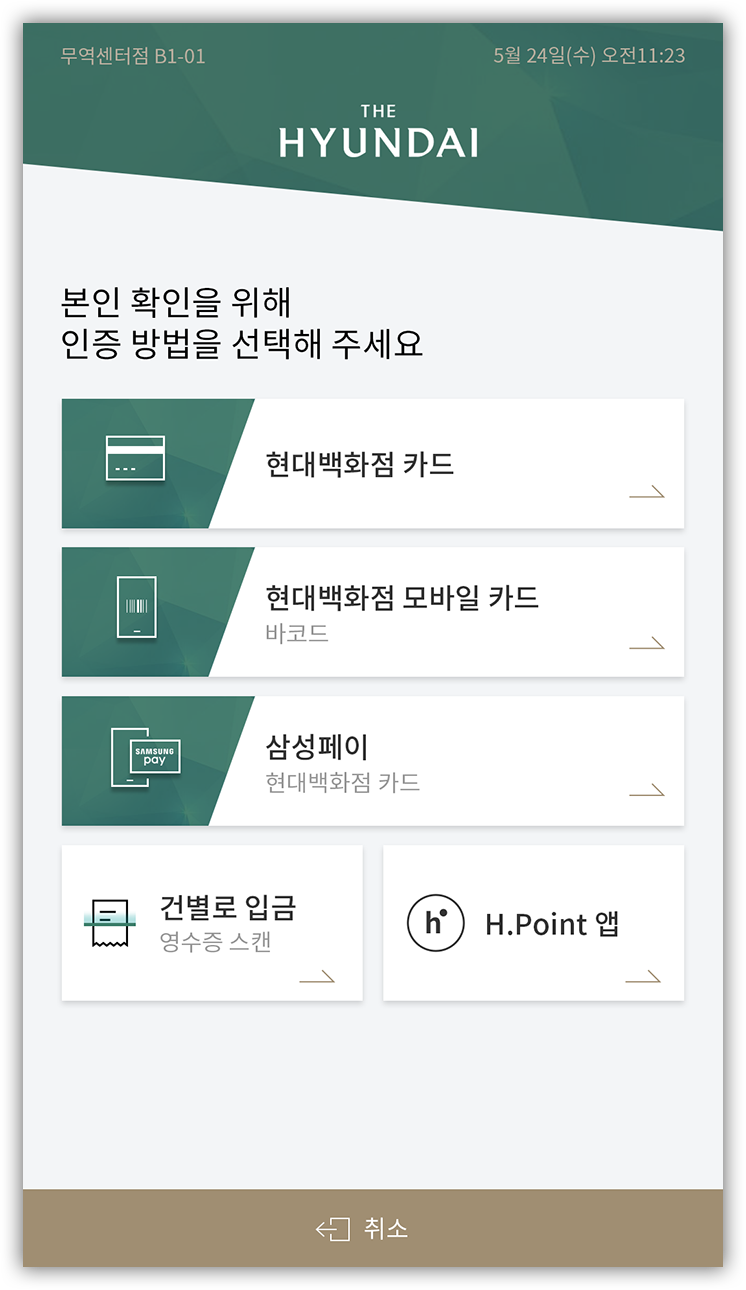 무역센터점 B1-01
5월 24일(수) 오전11:23
THE
HYUNDAI
본인 확인을 위해
인증 방법을 선택해 주세요
현대백화점 카드
현대백화점 모바일 카드
바코드
SAMSUNG
pay
삼성페이
현대백화점 카드
건별로 입금
영수증 스캔
h
H.Point 앱
취소